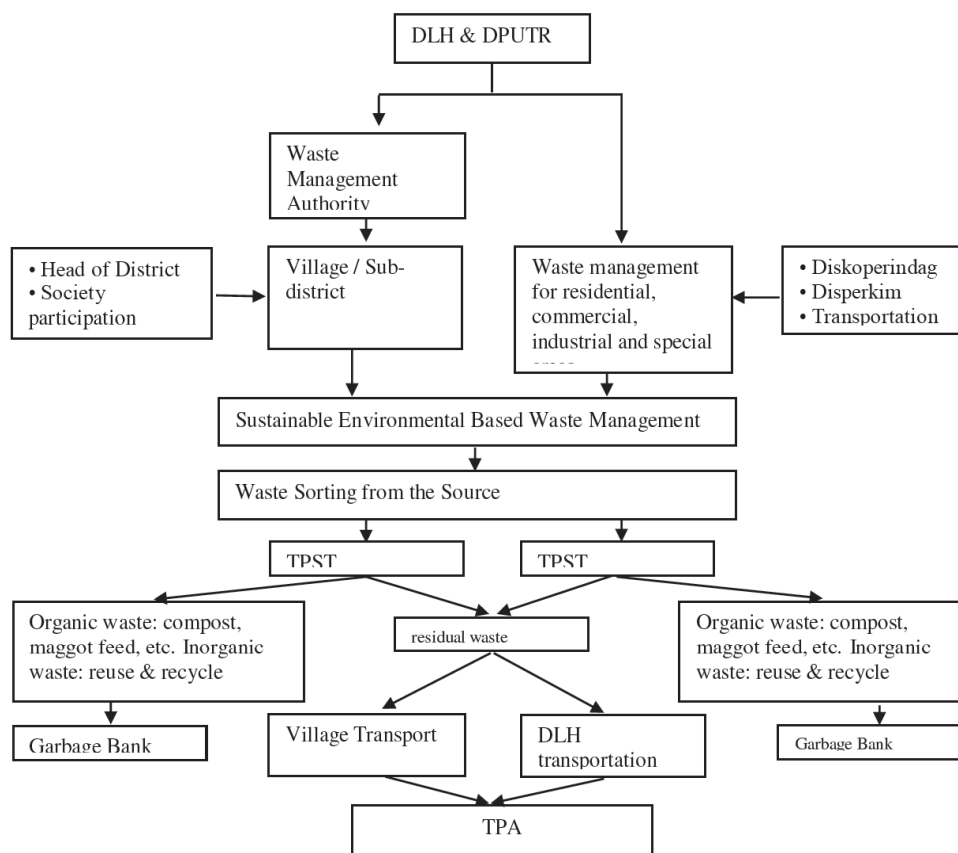 DLH & DPUTR
Waste
Management
Authority
• Head of District
• Society
participation
Village / Sub-
district
Waste management
for residential,
commercial,
industrial and special
• Diskoperindag
• Disperkim
• Transportation
Sustainable Environmental Based Waste Management
Waste Sorting from the Source
TPST
TPST
Organic waste: compost,
maggot feed, etc. Inorganic
waste: reuse & recycle
residual waste
Organic waste: compost,
maggot feed, etc. Inorganic
waste: reuse & recycle
Garbage Bank
Village Transport
DLH
transportation
Garbage Bank
TPA